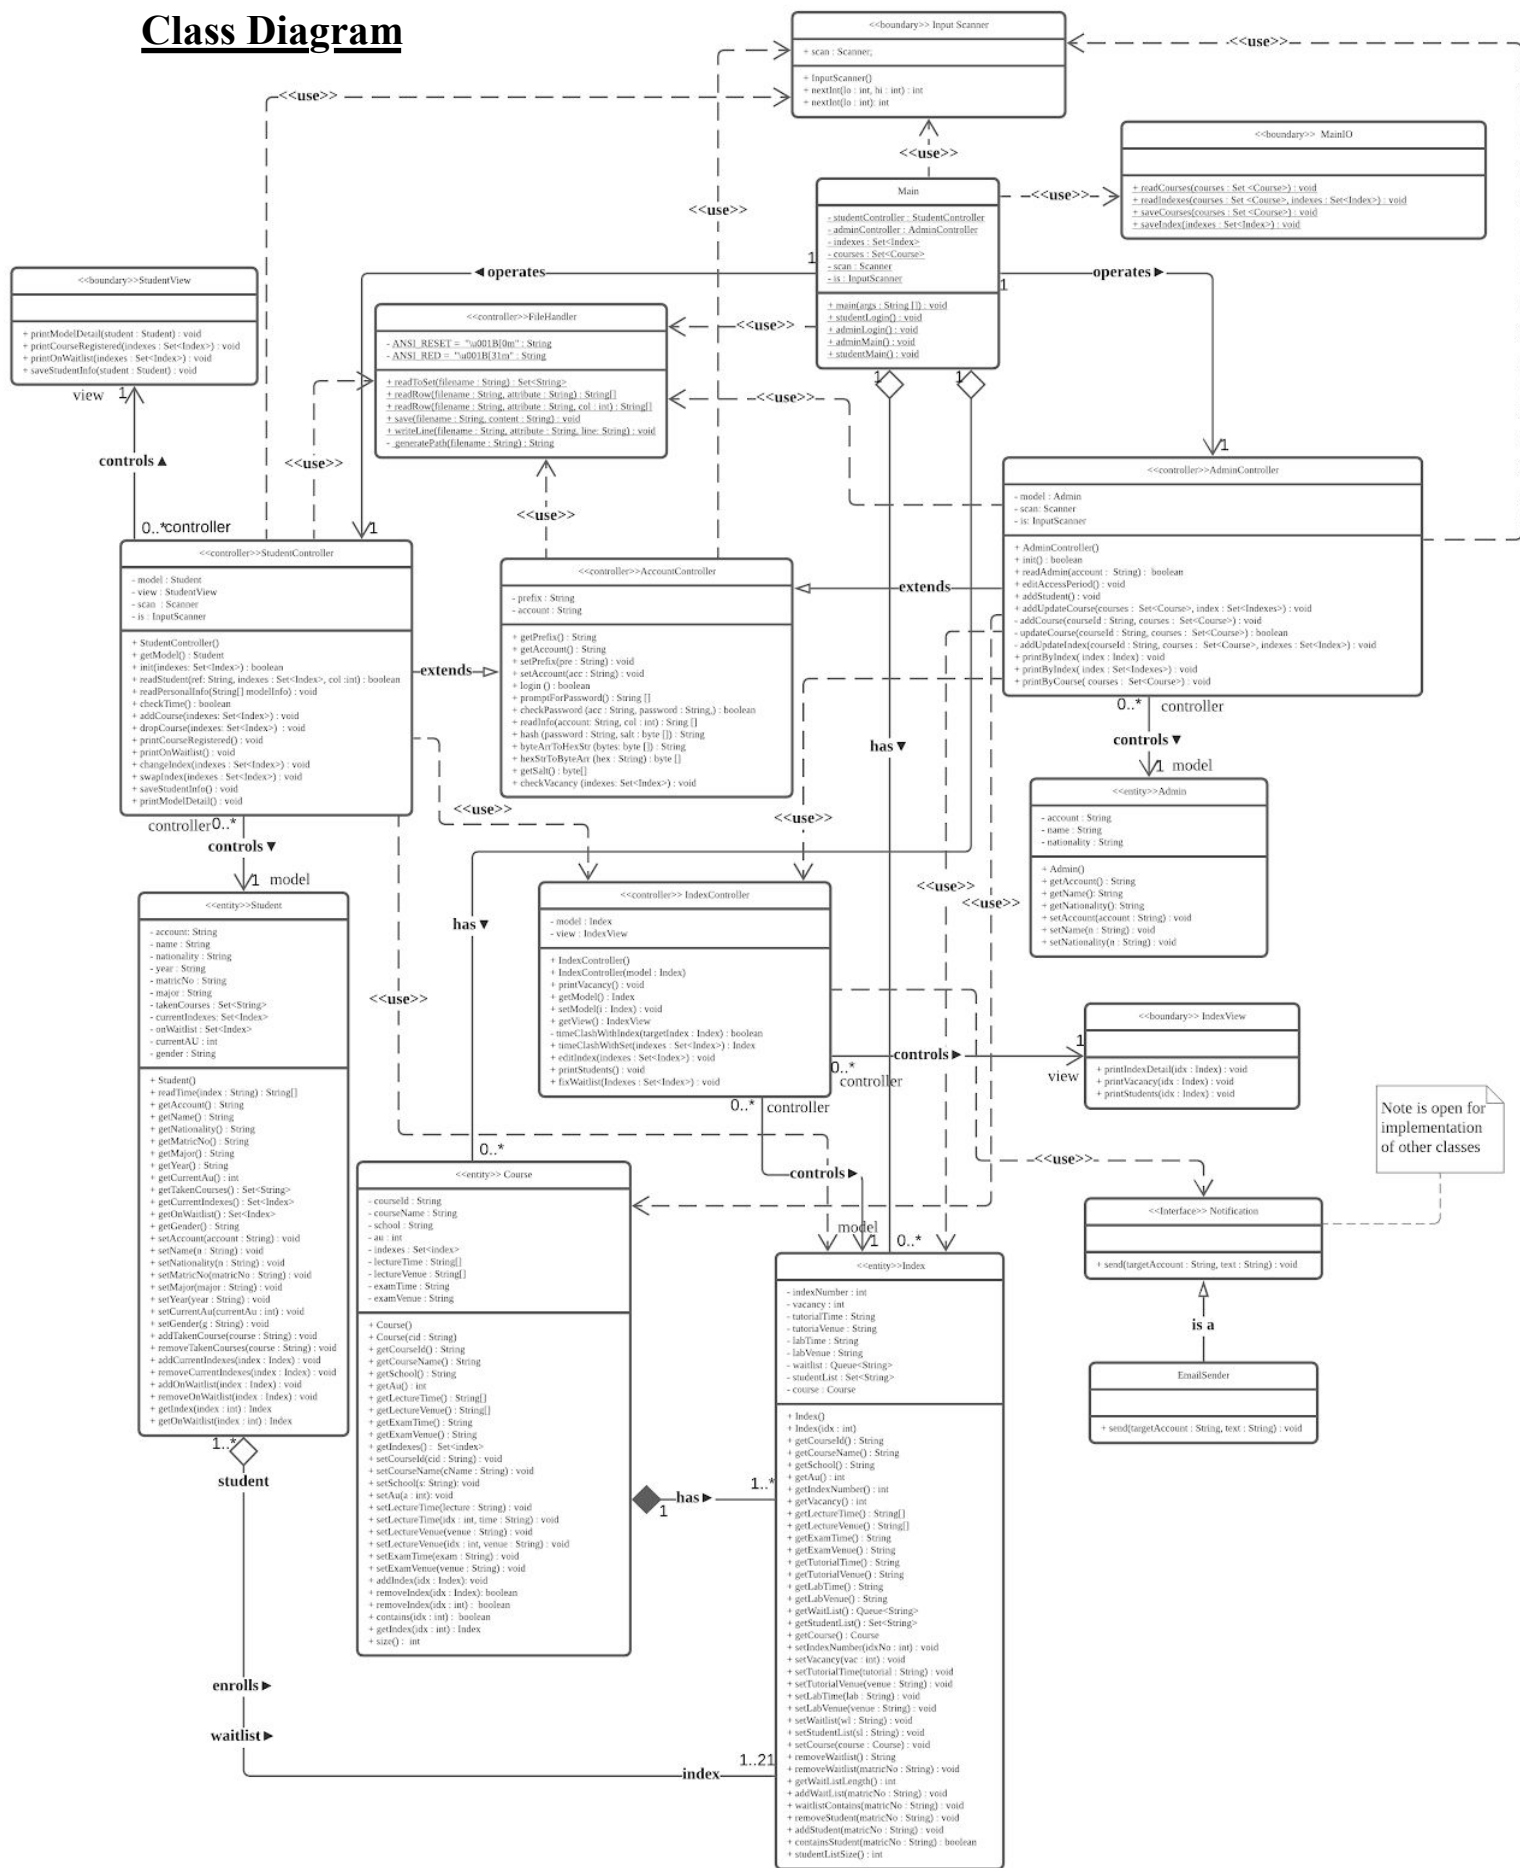 Class Diagram
<<boundary>> Input Scanner
+ scan : Scanner;
+ InputScanner()
+ nextInt(lo : int, hi : int) : int
+ nextInt(lo : int): int
<<use>>
<<use>>
<<use>>
<<use>>
<<boundary>>  MainIO
+ readCourses(courses : Set <Course>) : void
+ readIndexes(courses : Set <Course>, indexes : Set<Index>) : void
+ saveCourses(courses : Set <Course>) : void
+ saveIndex(indexes : Set<Index>) : void
<<use>>
Main
- studentController : StudentController
- adminController : AdminController
- indexes : Set<Index>
- courses : Set<Course>
- scan : Scanner
- is : InputScanner
+ main(args : String []) : void
+ studentLogin() : void
+ adminLogin() : void
+ adminMain() : void
+ studentMain() : void
1
◄operates
1
operates►
1
1
1
1
<<boundary>>StudentView
+ printModelDetail(student : Student) : void
+ printCourseRegistered(indexes : Set<Index>) : void
+ printOnWaitlist(indexes : Set<Index>) : void
+ saveStudentInfo(student : Student) : void
view
1
controls▲
0..*
controller
<<controller>>FileHandler
- ANSI_RESET =  "\u001B[0m" : String
- ANSI_RED = "\u001B[31m" : String
+ readToSet(filename : String) : Set<String>
+ readRow(filename : String, attribute : String) : String[]
+ readRow(filename : String, attribute : String, col : int) : String[]
+ save(filename : String, content : String) : void
+ writeLine(filename : String, attribute : String, line: String) : void
-  generatePath(filename : String) : String
<<use>>
<<use>>
<<use>>
<<use>>
<<controller>>StudentController
- model : Student
- view : StudentView
- scan  : Scanner
- is : InputScanner
+ StudentController()
+ getModel() : Student
+ init(indexes: Set<Index>) : boolean
+ readStudent(ref: String, indexes : Set<Index>, col :int) : boolean
+ readPersonalInfo(String[] modelInfo) : void
+ checkTime() : boolean
+ addCourse(indexes: Set<Index>) : void
+ dropCourse(indexes: Set<Index>)  : void
+ printCourseRegistered() : void
+ printOnWaitlist() : void
+ changeIndex(indexes : Set<Index>) : void
+ swapIndex(indexes : Set<Index>) : void
+ saveStudentInfo() : void
+ printModelDetail() : void
extends
<<controller>>AccountController
- prefix : String
- account : String
+ getPrefix() : String
+ getAccount() : String
+ setPrefix(pre : String) : void
+ setAccount(acc : String) : void
+ login () : boolean
+ promptForPassword() : String []
+ checkPassword (acc : String, password : String,) : boolean
+ readInfo(account: String, col : int) : Sring []
+ hash (password : String, salt : byte []) : String
+ byteArrToHexStr (bytes: byte []) : String
+ hexStrToByteArr (hex : String) : byte []
+ getSalt() : byte[]
+ checkVacancy (indexes: Set<Index>) : void
extends
<<controller>>AdminController
- model : Admin
- scan: Scanner
- is: InputScanner
+ AdminController()
+ init() : boolean
+ readAdmin(account :  String) :  boolean
+ editAccessPeriod() : void
+ addStudent() : void
+ addUpdateCourse(courses :  Set<Course>, index : Set<Indexes>) : void
- addCourse(courseId : String, courses :  Set<Course>) : void
- updateCourse(courseId : String, courses :  Set<Course>) : boolean
- addUpdateIndex(courseId : String, courses :  Set<Course>, indexes : Set<Index>) : void
+ printByIndex( index : Index) : void
+ printByIndex( index : Set<Indexes>) : void
+ printByCourse( courses :  Set<Course>) : void
0..*
controller
controls▼
1
model
<<entity>>Admin
- account : String
- name : String
- nationality : String
+ Admin()
+ getAccount() : String
+ getName(): String
+ getNationality(): String
+ setAccount(account : String) : void
+ setName(n : String) : void
+ setNationality(n : String) : void
has▼
<<use>>
<<use>>
<<use>>
<<use>>
controller
0..*
controls▼
1
model
<<entity>>Student
- account: String
- name : String
- nationality : String
- year : String
- matricNo : String
- major : String
- takenCourses : Set<String>
- currentIndexes: Set<Index>
- onWaitlist : Set<Index>
- currentAU : int
- gender : String
+ Student()
+ readTime(index : String) : String[]
+ getAccount() : String
+ getName() : String
+ getNationality() : String
+ getMatricNo() : String
+ getMajor() : String
+ getYear() : String
+ getCurrentAu() : int
+ getTakenCourses() : Set<String>
+ getCurrentIndexes() : Set<Index>
+ getOnWaitlist() : Set<Index>
+ getGender() : String
+ setAccount(account : String) : void
+ setName(n : String) : void
+ setNationality(n : String) : void
+ setMatricNo(matricNo : String) : void
+ setMajor(major : String) : void
+ setYear(year : String) : void
+ setCurrentAu(currentAu : int) : void
+ setGender(g : String) : void
+ addTakenCourse(course : String) : void
+ removeTakenCourses(course : String) : void
+ addCurrentIndexes(index : Index) : void
+ removeCurrentIndexes(index : Index) : void
+ addOnWaitlist(index : Index) : void
+ removeOnWaitlist(index : Index) : void
+ getIndex(index : int) : Index
+ getOnWaitlist(index : int) : Index
has▼
<<use>>
<<controller>> IndexController
- model : Index
- view : IndexView
+ IndexController()
+ IndexController(model : Index)
+ printVacancy() : void
+ getModel() : Index
+ setModel(i : Index) : void
+ getView() : IndexView
- timeClashWithIndex(targetIndex : Index) : boolean
+ timeClashWithSet(indexes : Set<Index>) : Index
+ editIndex(indexes : Set<Index>) : void
+ printStudents() : void
+ fixWaitlist(Indexes : Set<Index>) : void
controls►
0..*
controller
1
view
<<boundary>> IndexView
+ printIndexDetail(idx : Index) : void
+ printVacancy(idx : Index) : void
+ printStudents(idx : Index) : void
0..*
controller
controls►
model
1
0..*
<<use>>
Note is open for
implementation
of other classes
<<Interface>> Notification
+ send(targetAccount : String, text : String) : void
is a
EmailSender
+ send(targetAccount : String, text : String) : void
0..*
<<entity>> Course
- courseId : String
- courseName : String
- school : String
- au : int
- indexes : Set<index>
- lectureTime : String[]
- lectureVenue : String[]
- examTime : String
- examVenue : String
+ Course()
+ Course(cid : String)
+ getCourseId() : String
+ getCourseName() : String
+ getSchool() : String
+ getAu() : int
+ getLectureTime() : String[]
+ getLectureVenue() : String[]
+ getExamTime() : String
+ getExamVenue() : String
+ getIndexes() :  Set<index>
+ setCourseId(cid : String) : void
+ setCourseName(cName : String) : void
+ setSchool(s: String): void
+ setAu(a : int): void
+ setLectureTime(lecture : String) : void
+ setLectureTime(idx : int, time : String) : void
+ setLectureVenue(venue : String) : void
+ setLectureVenue(idx : int, venue : String) : void
+ setExamTime(exam : String) : void
+ setExamVenue(venue : String) : void
+ addIndex(idx : Index): void
+ removeIndex(idx : Index): boolean
+ removeIndex(idx : int) :  boolean
+ contains(idx : int) :  boolean
+ getIndex(idx : int) : Index
+ size() :  int
1
has►
1..*
<<entity>>Index
- indexNumber : int
- vacancy : int
- tutorialTime : String
- tutoriaVenue : String
- labTime : String
- labVenue : String
- waitlist : Queue<String>
- studentList : Set<String>
- course : Course
+ Index()
+ Index(idx : int)
+ getCourseId() : String
+ getCourseName() : String
+ getSchool() : String
+ getAu() : int
+ getIndexNumber() : int
+ getVacancy() : int
+ getLectureTime() : String[]
+ getLectureVenue() : String[]
+ getExamTime() : String
+ getExamVenue() : String
+ getTutorialTime() : String
+ getTutorialVenue() : String
+ getLabTime() : String
+ getLabVenue() : String
+ getWaitList() : Queue<String>
+ getStudentList() : Set<String>
+ getCourse() : Course
+ setIndexNumber(idxNo : int) : void
+ setVacancy(vac : int) : void
+ setTutorialTime(tutorial : String) : void
+ setTutorialVenue(venue : String) : void
+ setLabTime(lab : String) : void
+ setLabVenue(venue : String) : void
+ setWaitlist(wl : String) : void
+ setStudentList(sl : String) : void
+ setCourse(course : Course) : void
+ removeWaitlist() : String
+ removeWaitlist(matricNo : String) : void
+ getWaitListLength() : int
+ addWaitList(matricNo : String) : void
+ waitlistContains(matricNo : String) : void
+ removeStudent(matricNo : String) : void
+ addStudent(matricNo : String) : void
+ containsStudent(matricNo : String) : boolean
+ studentListSize() : int
1..*
student
enrolls►
waitlist►
index
1..21